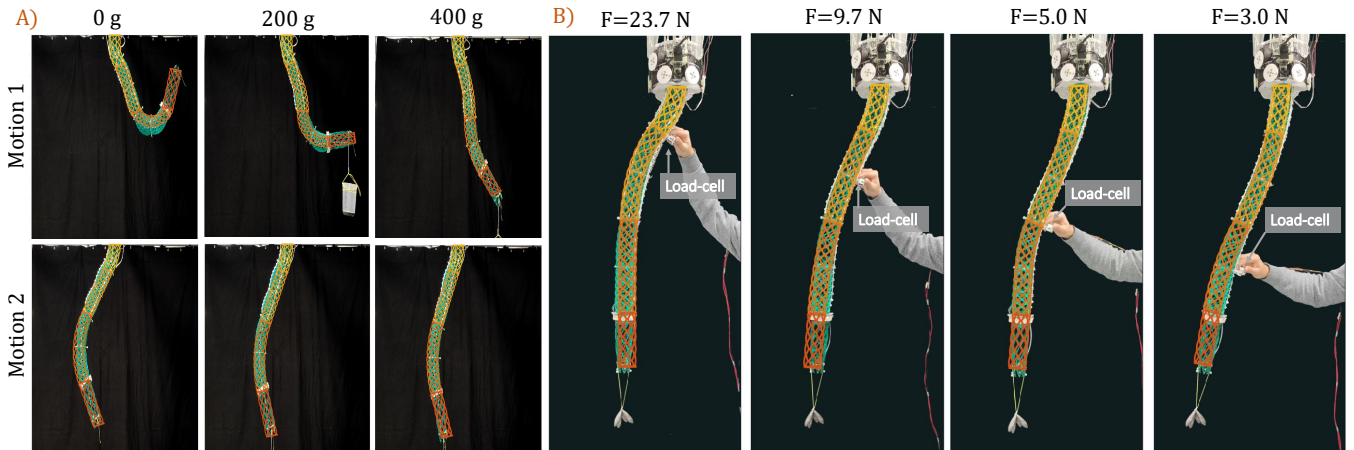 A)
0 g
200 g
400 g
B)
F=23.7 N
F=9.7 N
F=5.0 N
F=3.0 N
Motion 1
Motion 2
Load-cell
Load-cell
Load-cell
Load-cell